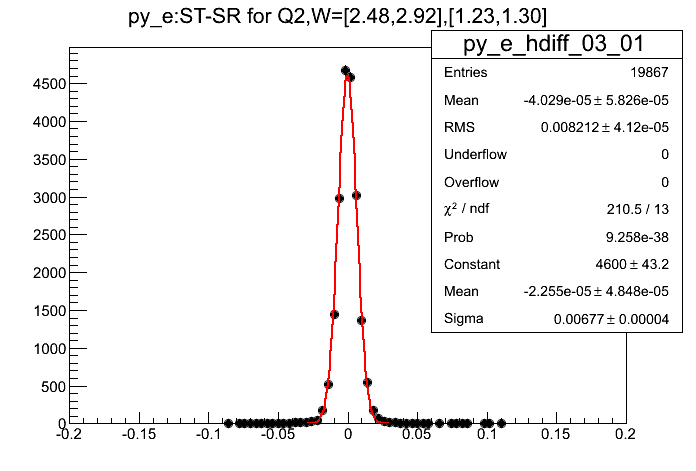 py_e:ST-SR for Q2,W=[2.48,2.92],[1.23,1.30]
py_e_hdiff_03_01
Entries 19867
Mean -4.029e-05 ± 5.826e-05
RMS 0.008212 ± 4.12e-05
Underflow 0
Overflow 0
χ² / ndf 210.5 / 13
Prob 9.258e-38
Constant 4600 ± 43.2
Mean -2.255e-05 ± 4.848e-05
Sigma 0.00677 ± 0.00004
4500
4000
3500
3000
2500
2000
1500
1000
500
0
-0.2 -0.15 -0.1 -0.05 0 0.05 0.1 0.15 0.2